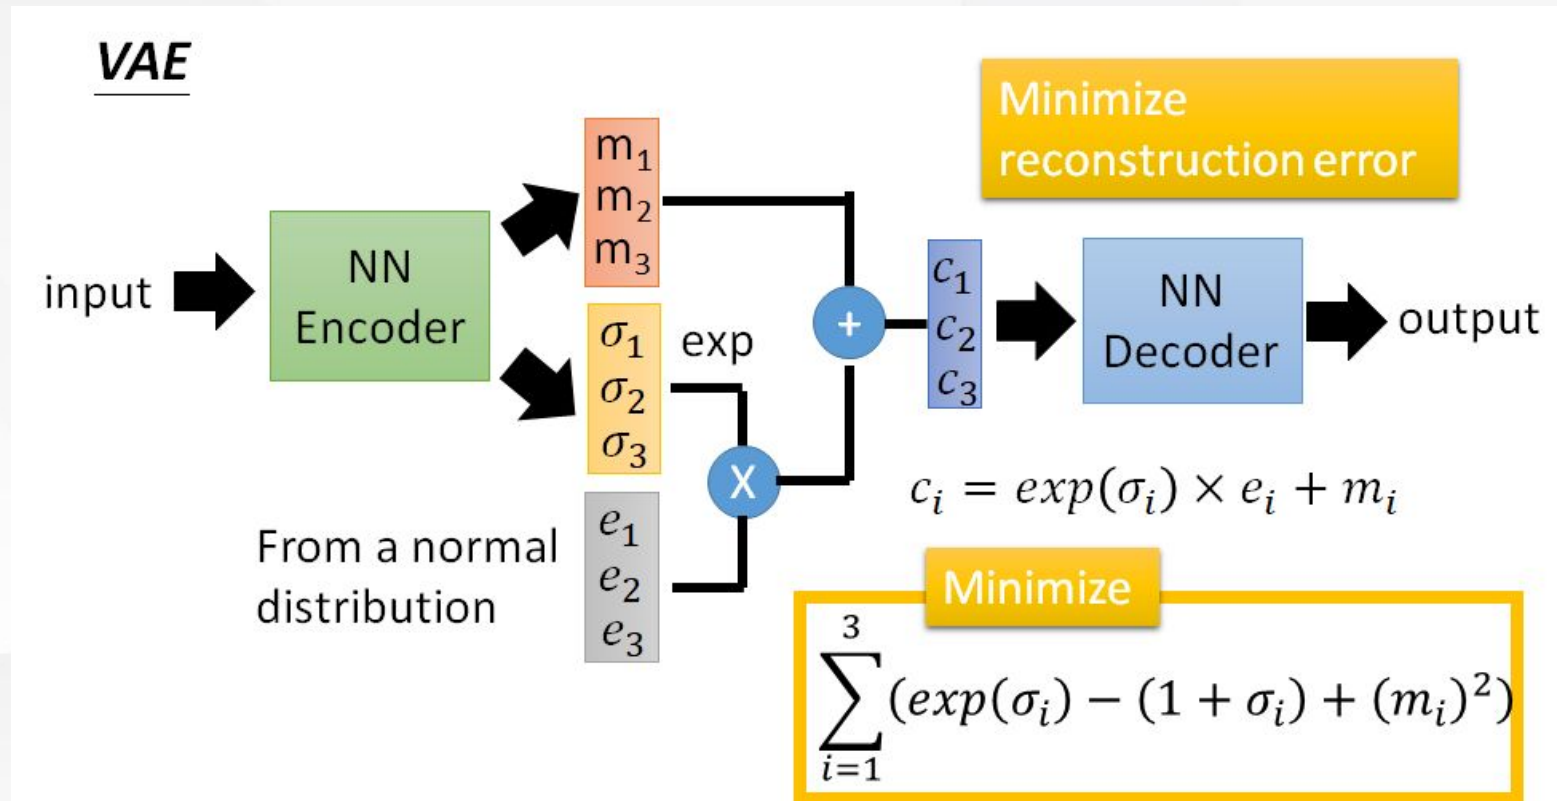 VAE
Minimize
reconstruction error
m₁
m₂
m₃
input
NN
Encoder
σ₁
σ₂
σ₃
exp
+
c₁
c₂
c₃
NN
Decoder
output
X
cᵢ = exp(σᵢ) × eᵢ + mᵢ
From a normal
distribution
e₁
e₂
e₃
Minimize
3
∑(exp(σᵢ) − (1 + σᵢ) + (mᵢ)²)
i=1